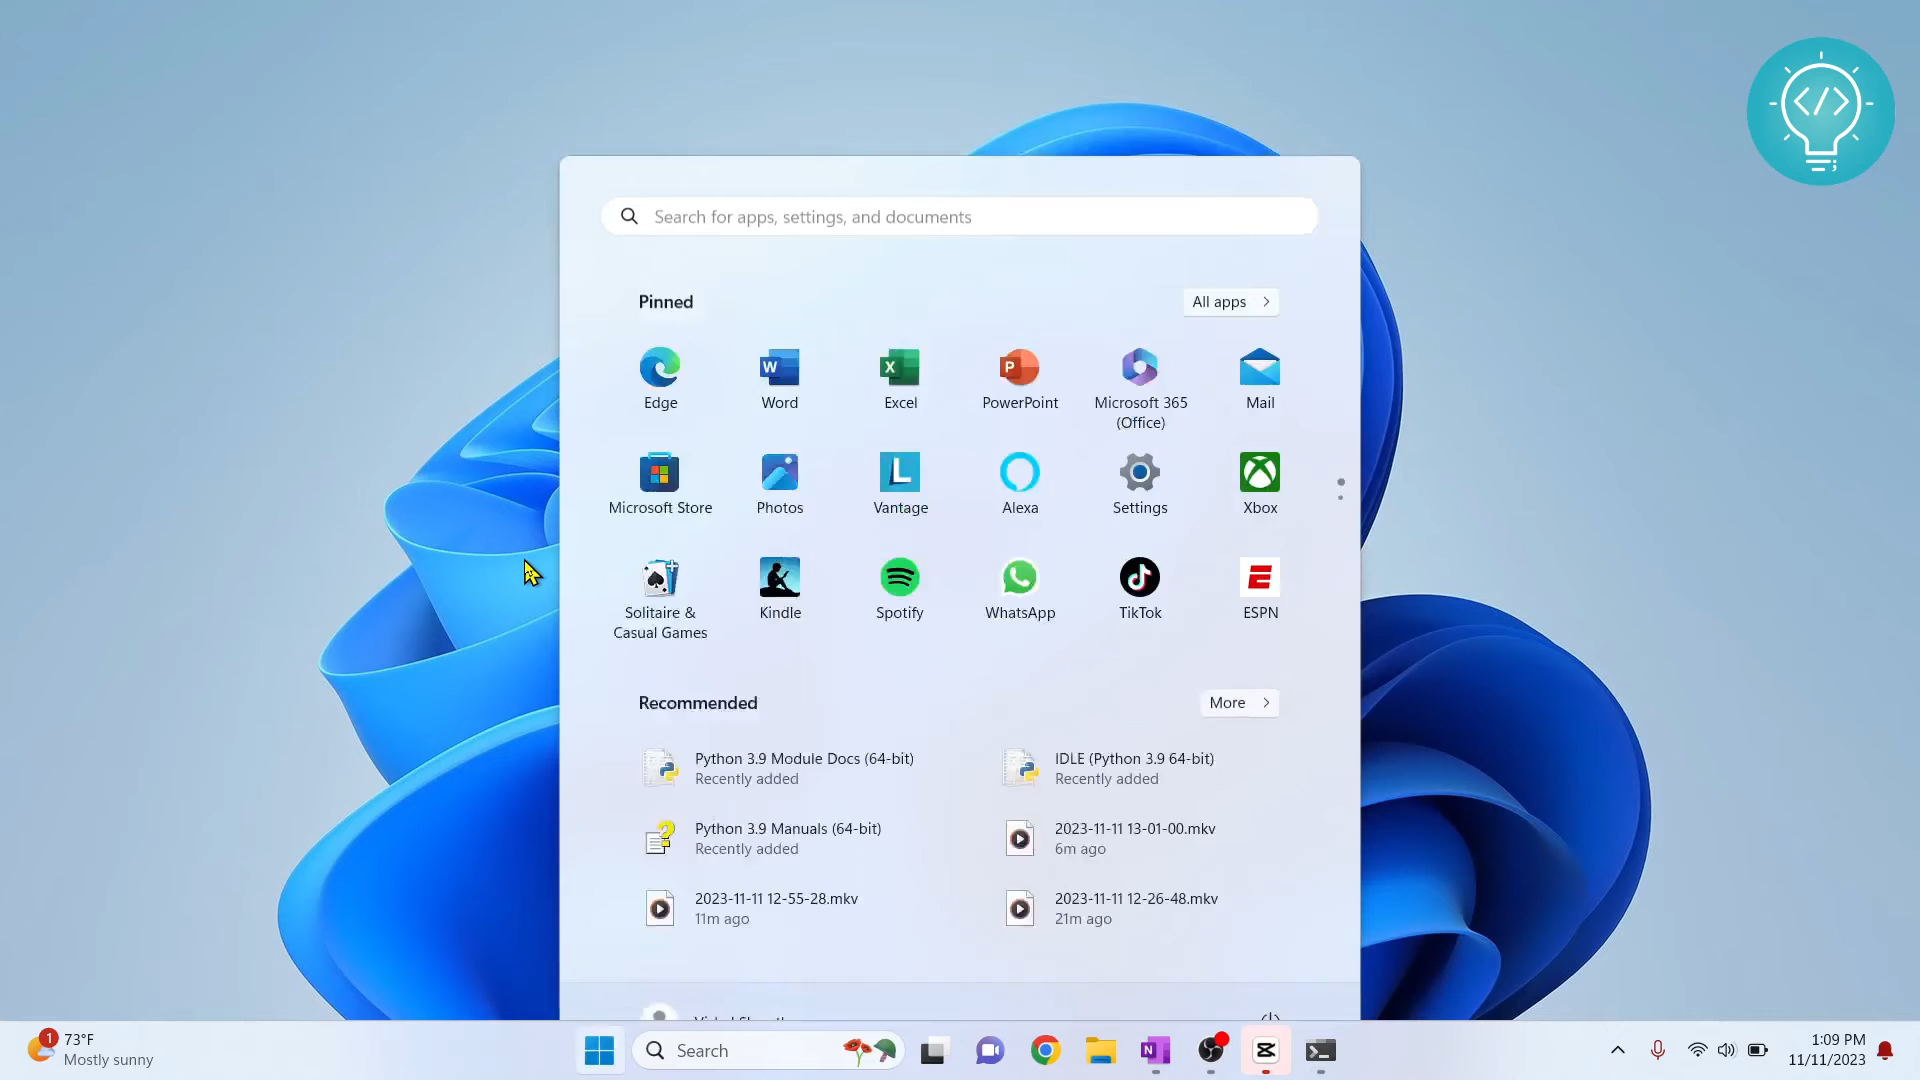 Search for apps, settings, and documents
Pinned
All apps
Edge
Word
Excel
PowerPoint
Microsoft 365
(Office)
Mail
Microsoft Store
Photos
Vantage
Alexa
Settings
Xbox
Solitaire &
Casual Games
Kindle
Spotify
WhatsApp
TikTok
ESPN
Recommended
More
Python 3.9 Module Docs (64-bit)
Recently added
IDLE (Python 3.9 64-bit)
Recently added
Python 3.9 Manuals (64-bit)
Recently added
2023-11-11 13-01-00.mkv
6m ago
2023-11-11 12-55-28.mkv
11m ago
2023-11-11 12-26-48.mkv
21m ago
1
73°F
Mostly sunny
Search
1:09 PM
11/11/2023